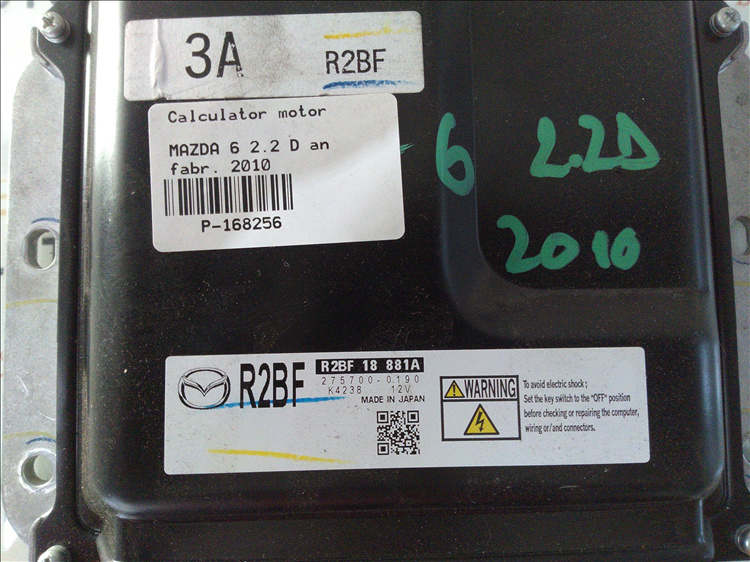 3A
R2BF
Calculator motor
MAZDA 6 2.2 D an
fabr. 2010
P-168256
6 2.2D
2010
R2BF
R2BF 18 881A
275700-0190
K4238 12V
MADE IN JAPAN
WARNING
To avoid electric shock ;
Set the key switch to the "OFF" position
before checking or repairing the computer,
wiring or/and connectors.